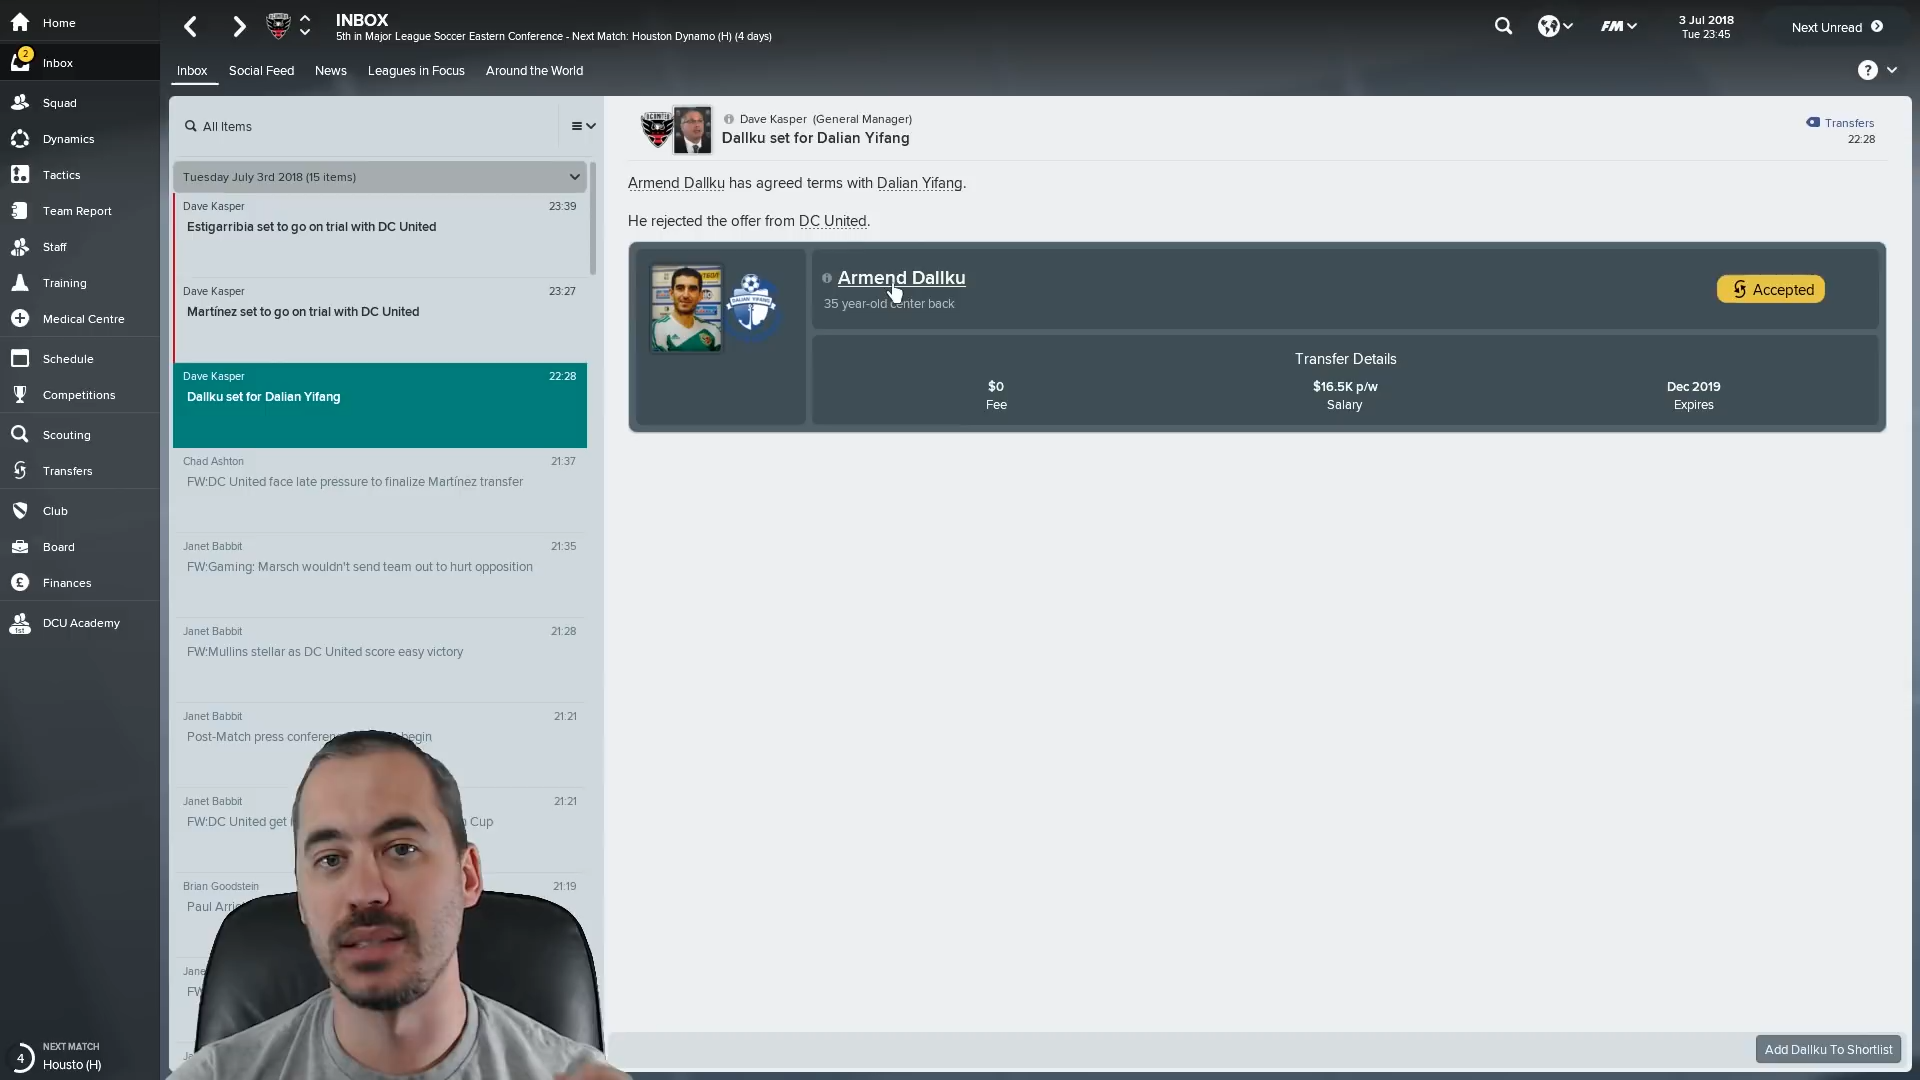 Home
2
Inbox
Squad
Dynamics
Tactics
Team Report
Staff
Training
Medical Centre
Schedule
Competitions
Scouting
Transfers
Club
Board
Finances
1st
DCU Academy
4
NEXT MATCH
Housto (H)
INBOX
5th in Major League Soccer Eastern Conference - Next Match: Houston Dynamo (H) (4 days)
FM
3 Jul 2018
Tue 23:45
Next Unread
Inbox
Social Feed
News
Leagues in Focus
Around the World
?
All Items
Tuesday July 3rd 2018 (15 items)
Dave Kasper 23:39
Estigarribia set to go on trial with DC United
Dave Kasper 23:27
Martínez set to go on trial with DC United
Dave Kasper 22:28
Dallku set for Dalian Yifang
Chad Ashton 21:37
FW:DC United face late pressure to finalize Martínez transfer
Janet Babbit 21:35
FW:Gaming: Marsch wouldn't send team out to hurt opposition
Janet Babbit 21:28
FW:Mullins stellar as DC United score easy victory
Janet Babbit 21:21
Post-Match press begin
Janet Babbit 21:21
FW:DC United get Cup
Brian Goodstein 21:19
Paul
Dave Kasper (General Manager)
Dallku set for Dalian Yifang
Transfers
22:28
Armend Dallku has agreed terms with Dalian Yifang.
He rejected the offer from DC United.
DALIAN YIFANG
Armend Dallku
35 year-old center back
Accepted
Transfer Details
$0
Fee
$16.5K p/w
Salary
Dec 2019
Expires
Add Dallku To Shortlist